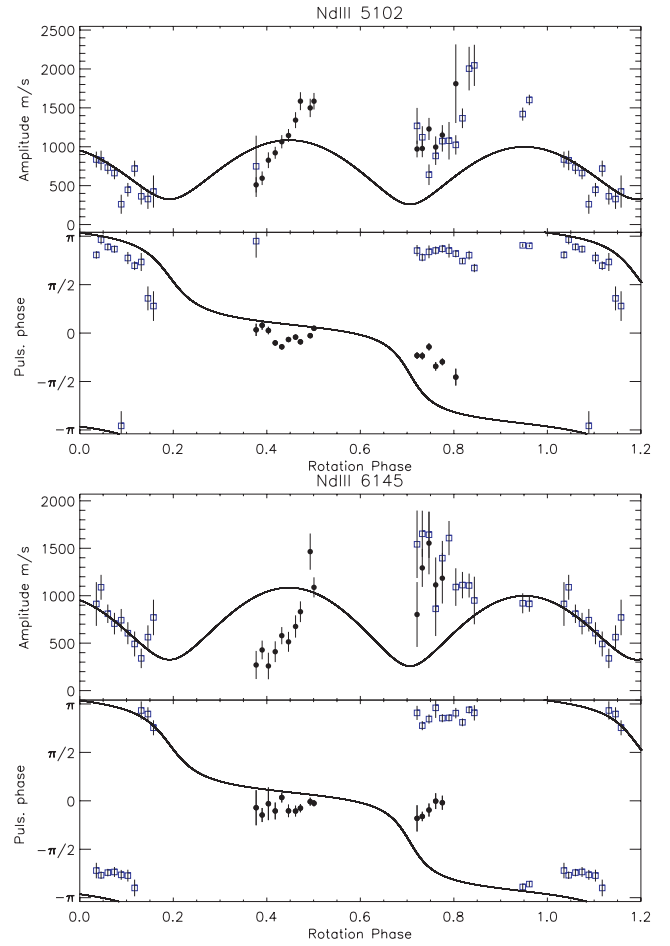 NdIII 5102
2500
2000
1500
1000
500
0
Amplitude m/s
π
π/2
0
−π/2
−π
Puls. phase
0.0 0.2 0.4 0.6 0.8 1.0 1.2
Rotation Phase
NdIII 6145
2000
1500
1000
500
0
Amplitude m/s
π
π/2
0
−π/2
−π
Puls. phase
0.0 0.2 0.4 0.6 0.8 1.0 1.2
Rotation Phase